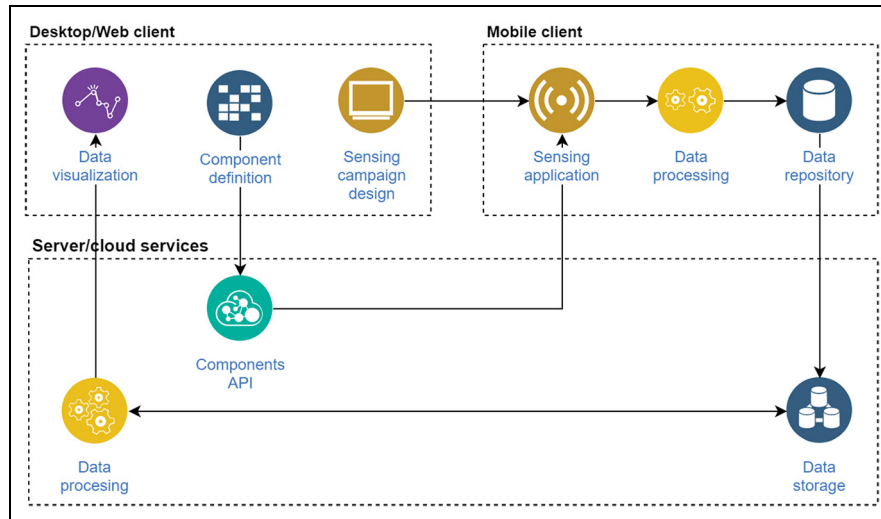 Desktop/Web client
Mobile client
Data
visualization
Component
definition
Sensing
campaign
design
Sensing
application
Data
processing
Data
repository
Server/cloud services
Components
API
Data
procesing
Data
storage